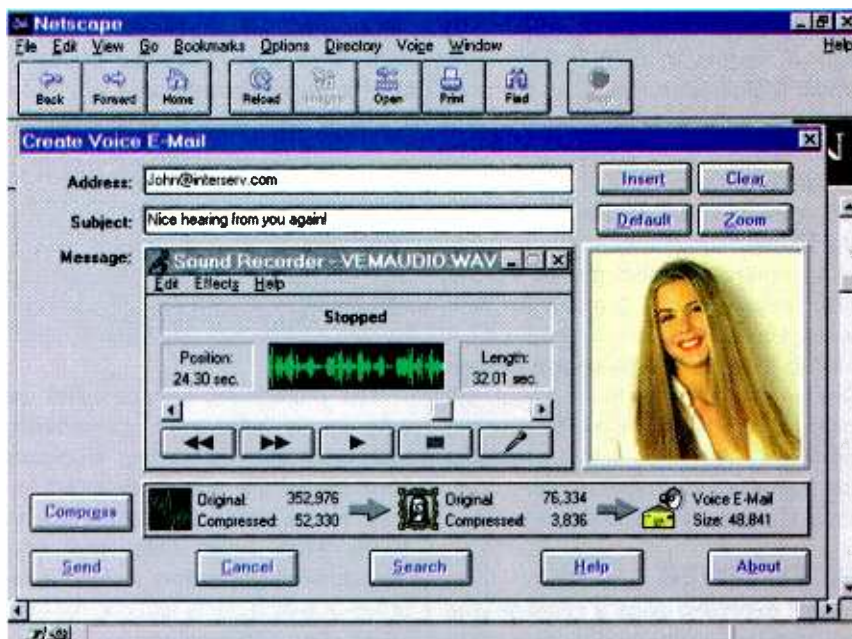 Netscape
File Edit View Go Bookmarks Options Directory Voice Window Help
Back Forward Home Reload Images Open Print Find Stop
Create Voice E-Mail
Address: John@interserv.com Insert Clear
Subject: Nice hearing from you again! Default Zoom
Message: Sound Recorder - VEMAUDIO.WAV
Edit Effects Help
Stopped
Position: Length:
24.30 sec. 32.01 sec.
Original: 352,976 Original: 76,334 Voice E-Mail
Compress Compressed: 52,330 Compressed: 3,836 Size: 48,841
Send Cancel Search Help About